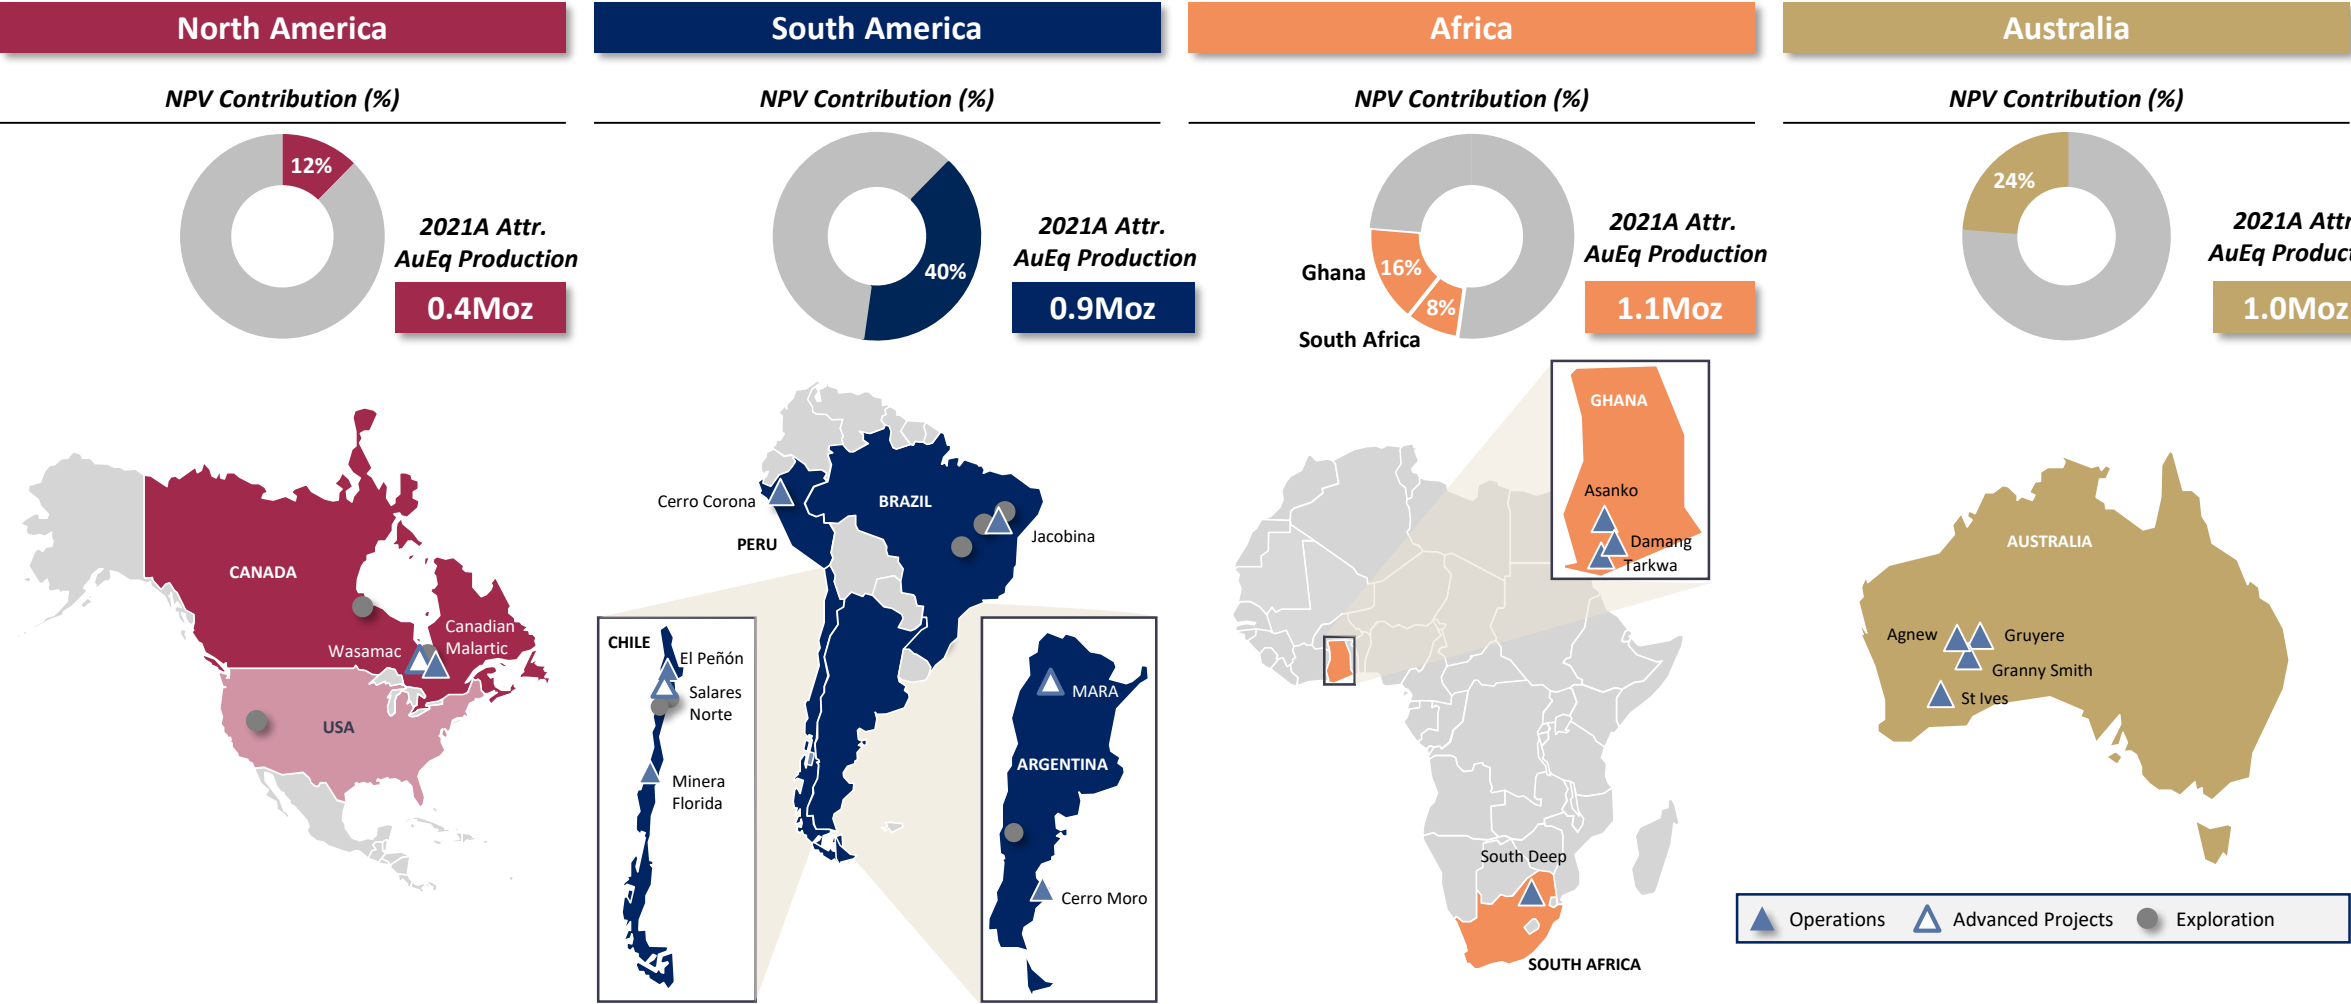 North America
NPV Contribution (%)
12%
2021A Attr.
AuEq Production
0.4Moz
CANADA
Canadian
Malartic
Wasamac
USA
South America
NPV Contribution (%)
40%
2021A Attr.
AuEq Production
0.9Moz
Cerro Corona
BRAZIL
PERU
Jacobina
CHILE
El Peñón
Salares
Norte
Minera
Florida
MARA
ARGENTINA
Cerro Moro
Africa
NPV Contribution (%)
Ghana
16%
8%
South Africa
2021A Attr.
AuEq Production
1.1Moz
GHANA
Asanko
Damang
Tarkwa
South Deep
SOUTH AFRICA
Australia
NPV Contribution (%)
24%
2021A Attr
AuEq Product
1.0Moz
AUSTRALIA
Agnew
Gruyere
Granny Smith
St Ives
Operations
Advanced Projects
Exploration